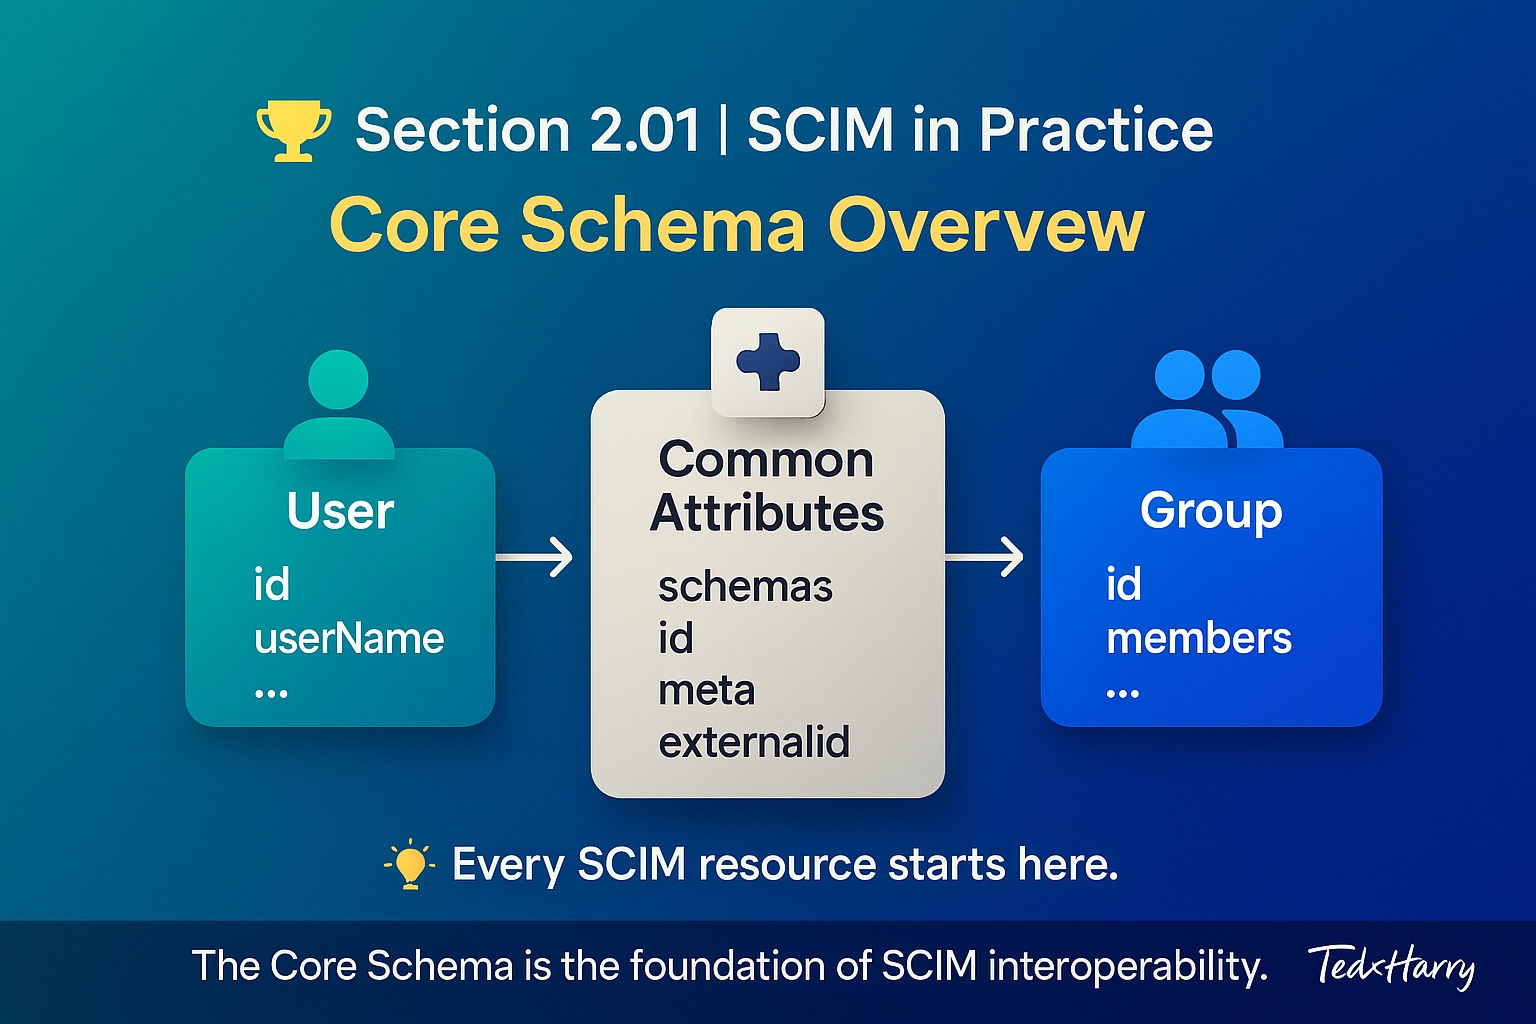 Section 2.01 | SCIM in Practice
Core Schema Overvew
User
id
userName
...
Common
Attributes
schemas
id
meta
externalid
Group
id
members
...
Every SCIM resource starts here.
The Core Schema is the foundation of SCIM interoperability.
TedxHarry